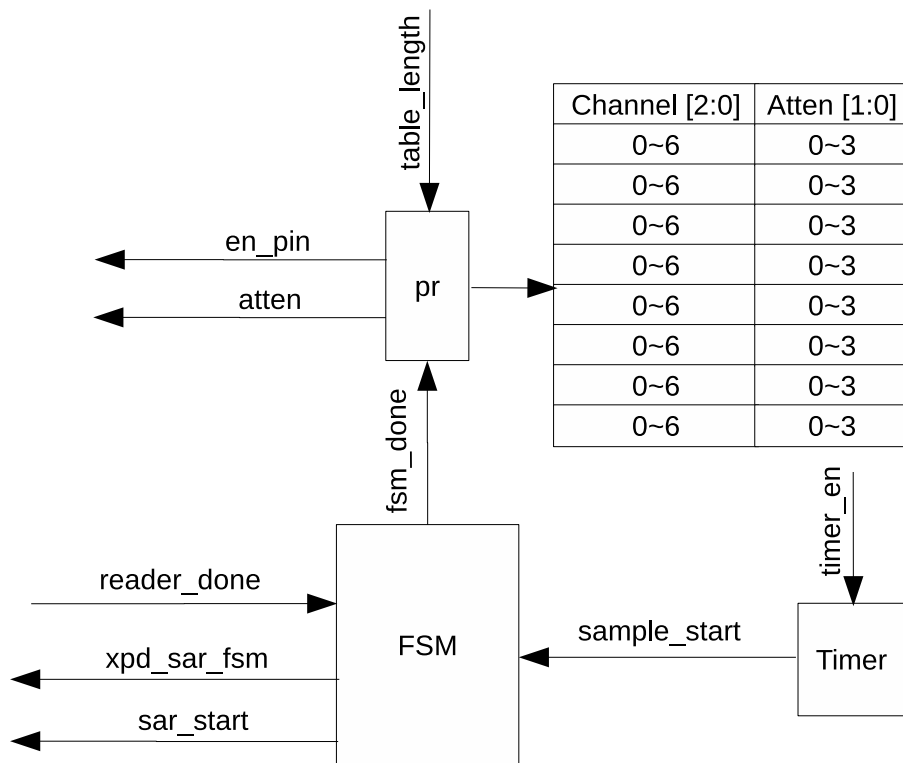 table_length
Channel [2:0] Atten [1:0]
0~6 0~3
0~6 0~3
0~6 0~3
0~6 0~3
0~6 0~3
0~6 0~3
0~6 0~3
0~6 0~3
en_pin
atten
pr
fsm_done
timer_en
reader_done
xpd_sar_fsm
sar_start
FSM
sample_start
Timer